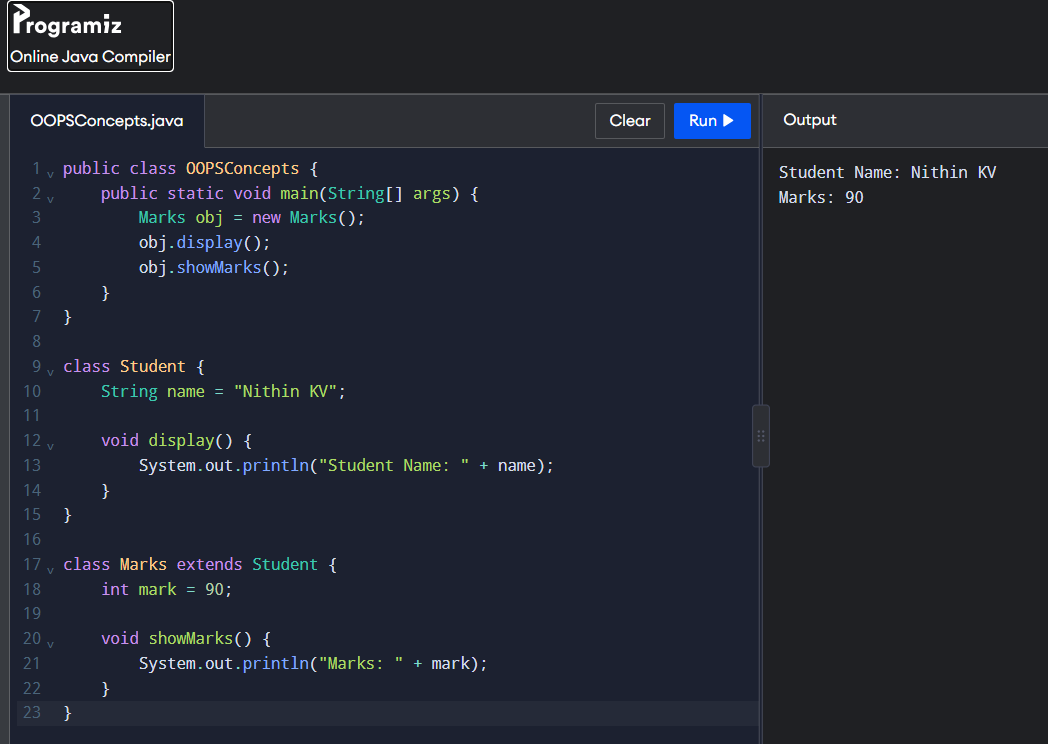 Programiz
Online Java Compiler
OOPSConcepts.java
Clear
Run
Output
1 public class OOPSConcepts {
2     public static void main(String[] args) {
3         Marks obj = new Marks();
4         obj.display();
5         obj.showMarks();
6     }
7 }
8
9 class Student {
10     String name = "Nithin KV";
11
12     void display() {
13         System.out.println("Student Name: " + name);
14     }
15 }
16
17 class Marks extends Student {
18     int mark = 90;
19
20     void showMarks() {
21         System.out.println("Marks: " + mark);
22     }
23 }
Student Name: Nithin KV
Marks: 90